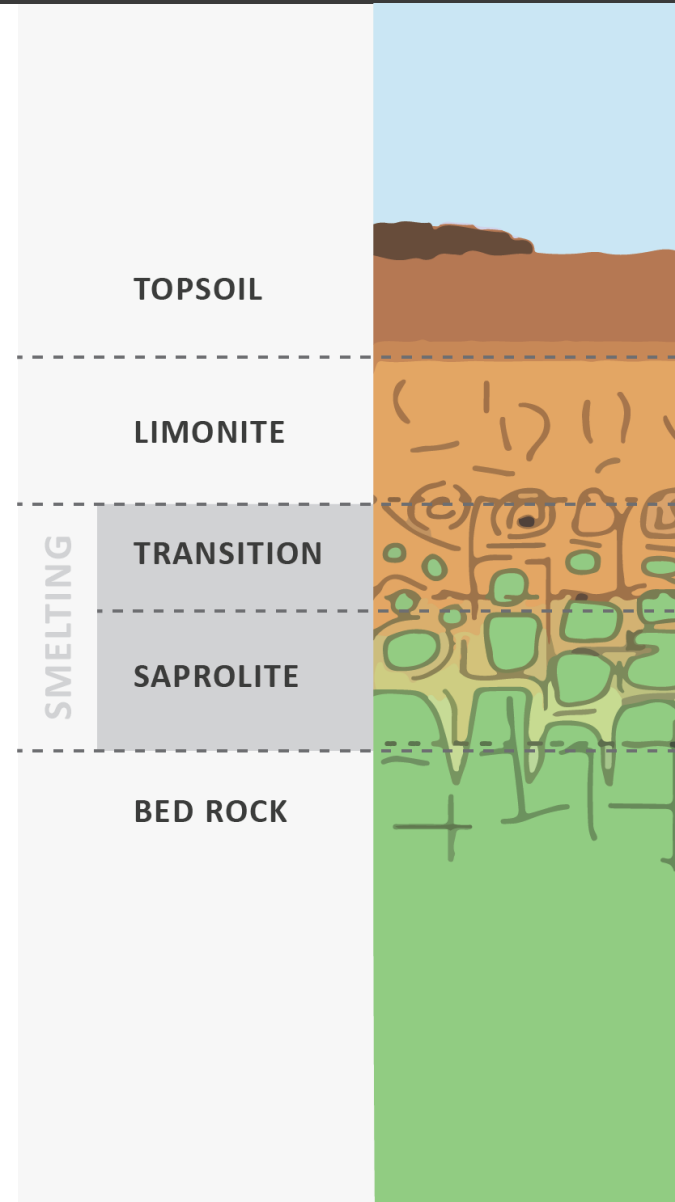 TOPSOIL
LIMONITE
SMELTING
TRANSITION
SAPROLITE
BED ROCK